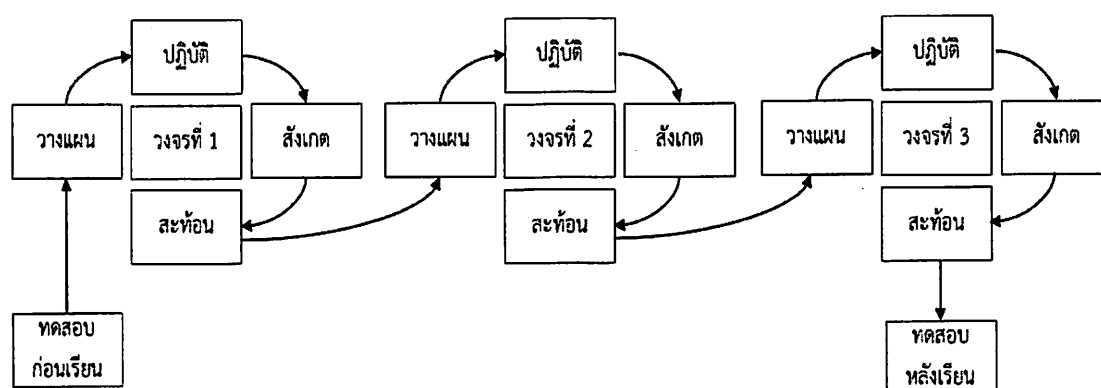 ปฏิบัติ
วางแผน
วงจรที่ 1
สังเกต
สะท้อน
ทดสอบ
ก่อนเรียน
ปฏิบัติ
วางแผน
วงจรที่ 2
สังเกต
สะท้อน
ปฏิบัติ
วางแผน
วงจรที่ 3
สังเกต
สะท้อน
ทดสอบ
หลังเรียน